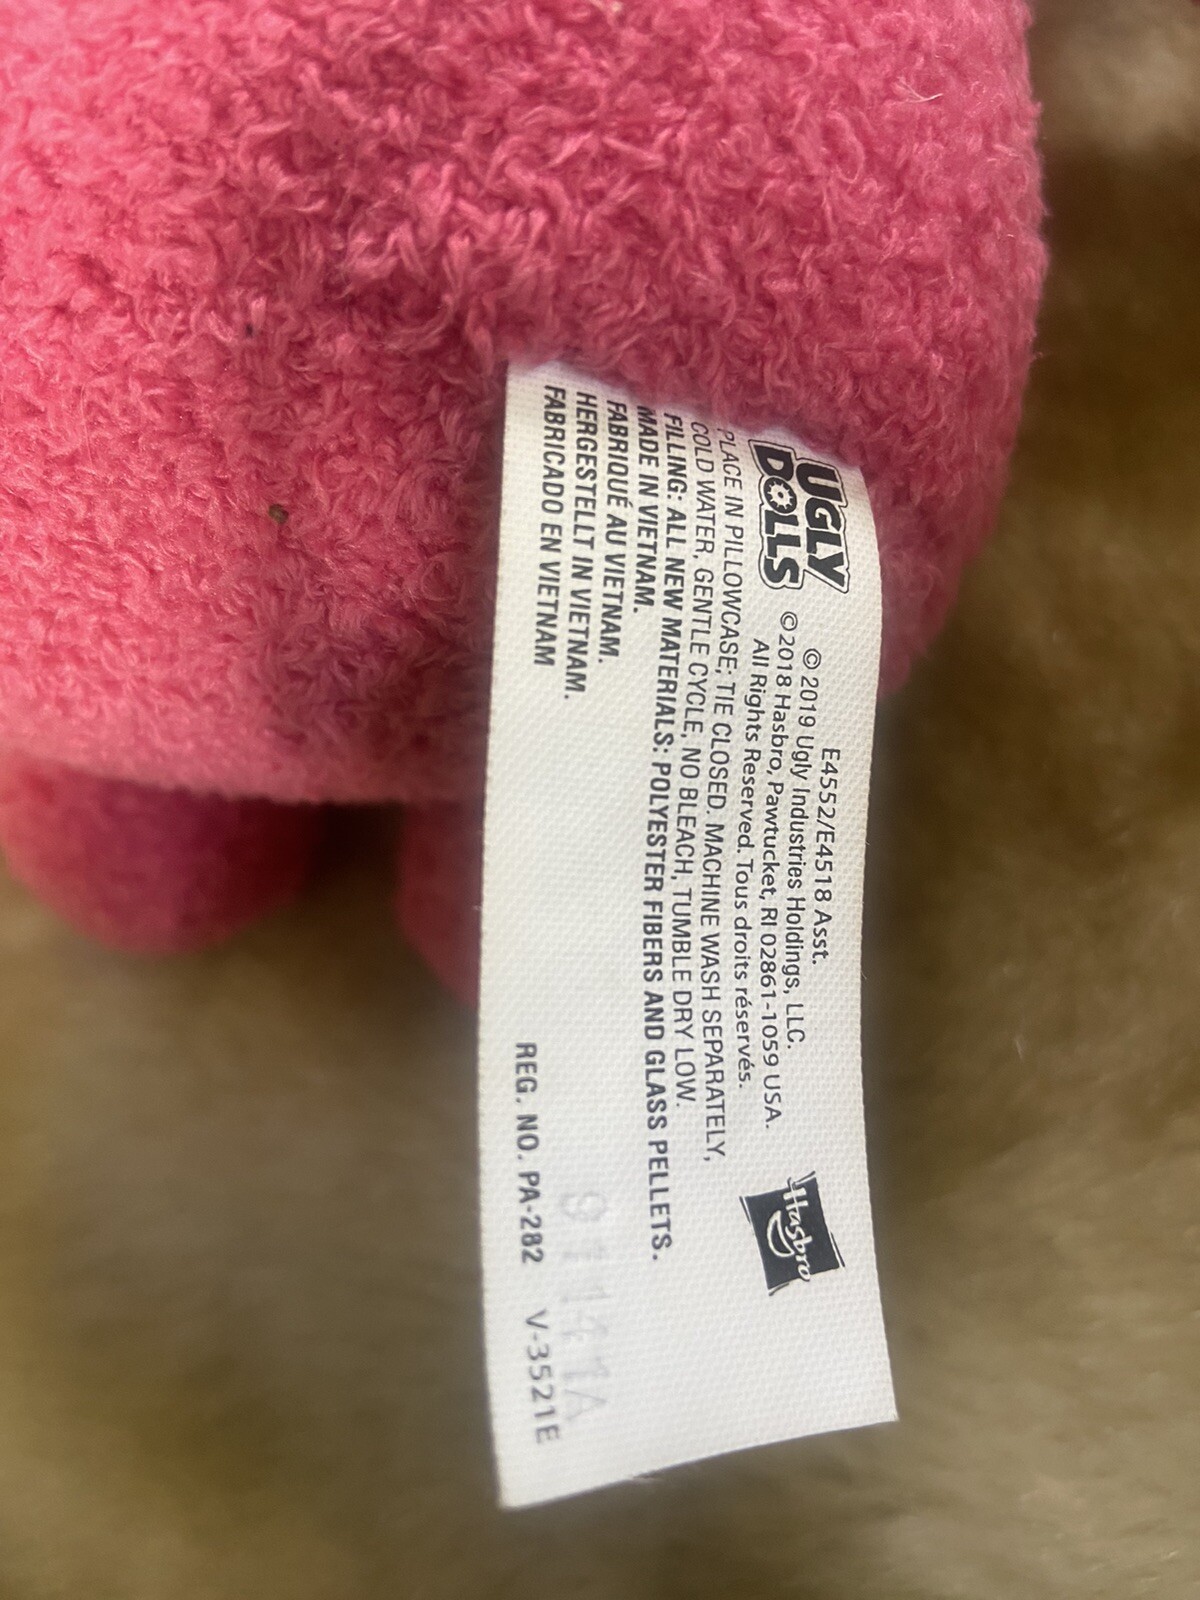 UGLY
DOLLS
E4552/E4518 Asst.
©2019 Ugly Industries Holdings, LLC.
©2018 Hasbro, Pawtucket, RI 02861-1059 USA.
All Rights Reserved. Tous droits réservés.
Hasbro
PLACE IN PILLOWCASE; TIE CLOSED. MACHINE WASH SEPARATELY,
COLD WATER, GENTLE CYCLE, NO BLEACH, TUMBLE DRY LOW.
FILLING: ALL NEW MATERIALS: POLYESTER FIBERS AND GLASS PELLETS.
MADE IN VIETNAM.
FABRIQUÉ AU VIETNAM.
HERGESTELLT IN VIETNAM.
FABRICADO EN VIETNAM
91141A
REG. NO. PA-282 V-3521E